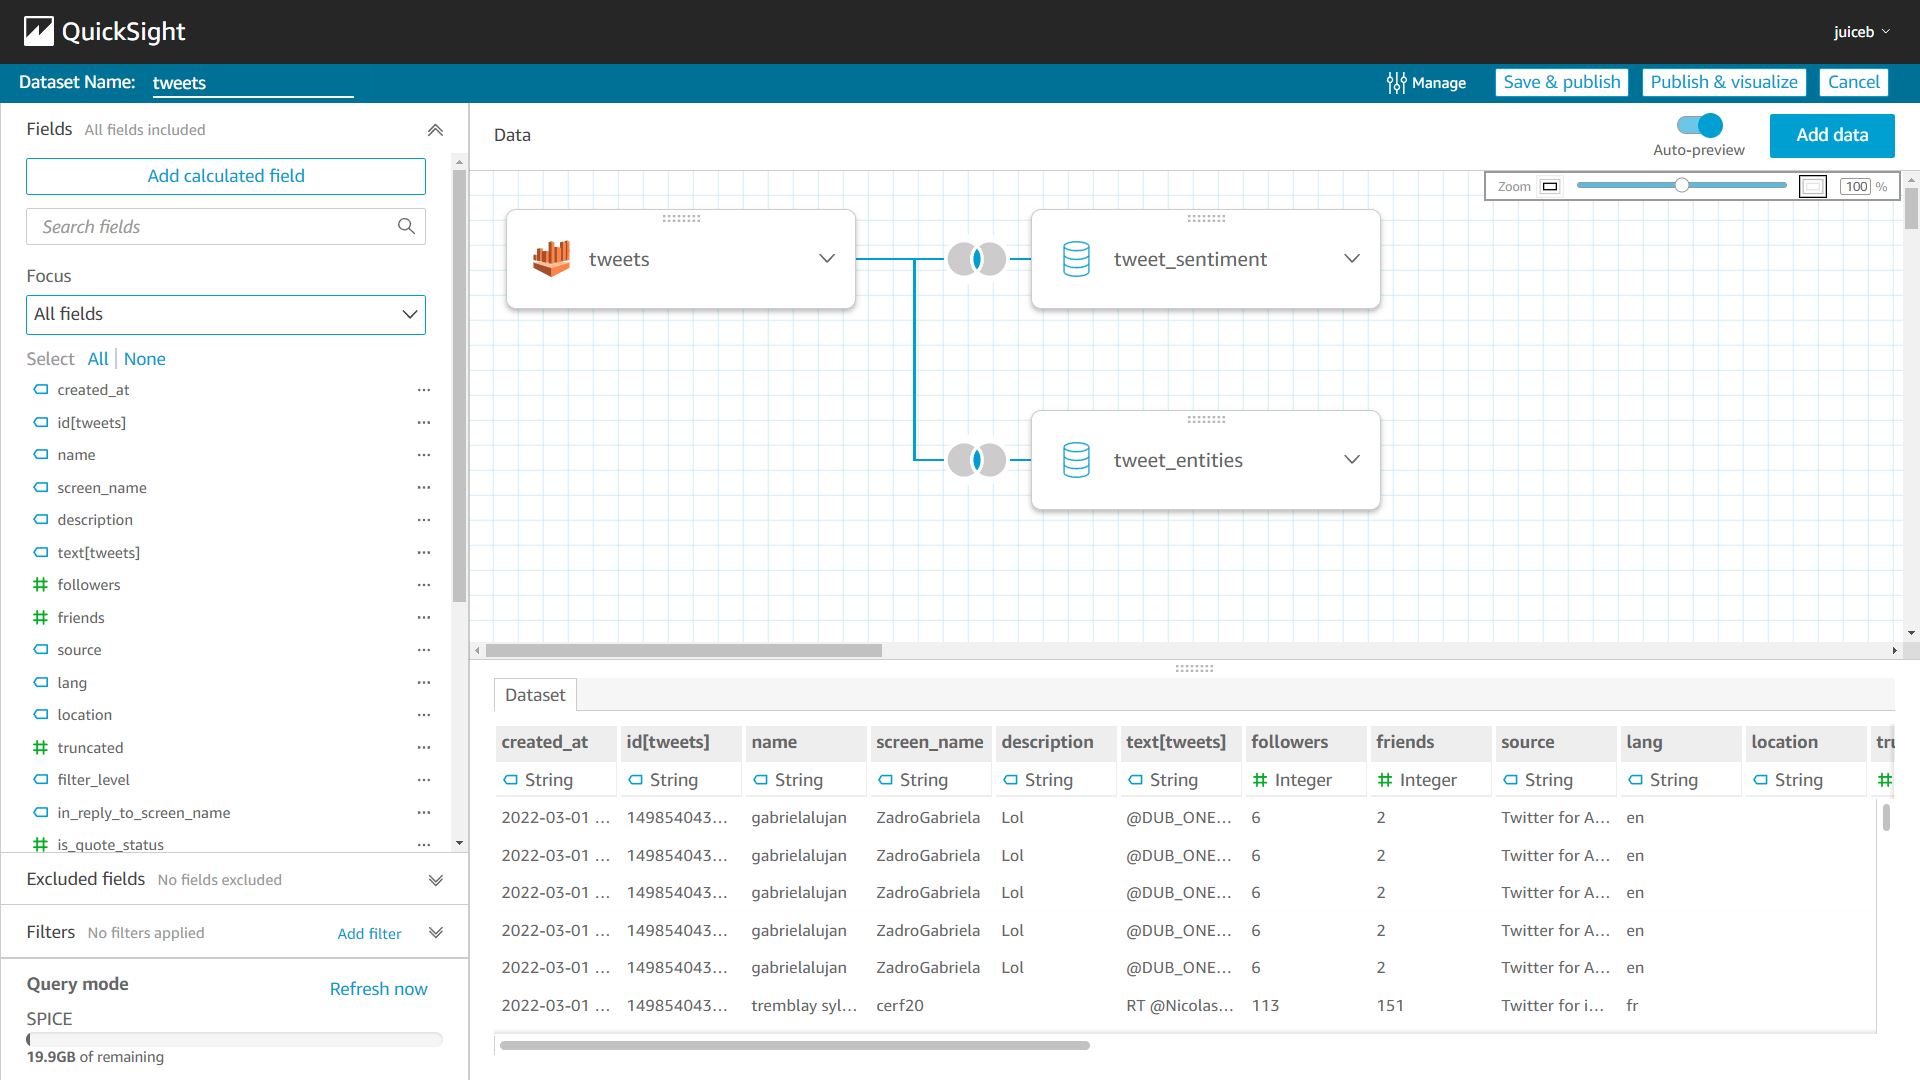 QuickSight
juiceb
Dataset Name: tweets
Manage
Save & publish
Publish & visualize
Cancel
Fields All fields included
Add calculated field
Search fields
Focus
All fields
Select All None
created_at
id[tweets]
name
screen_name
description
text[tweets]
followers
friends
source
lang
location
truncated
filter_level
in_reply_to_screen_name
is_quote_status
Excluded fields No fields excluded
Filters No filters applied Add filter
Query mode
Refresh now
SPICE
19.9GB of remaining
Data
Auto-preview
Add data
Zoom 100 %
tweets
tweet_sentiment
tweet_entities
Dataset
created_at id[tweets] name screen_name description text[tweets] followers friends source lang location tru
String String String String String String Integer Integer String String String
2022-03-01 ... 149854043... gabrielalujan ZadroGabriela Lol @DUB_ONE... 6 2 Twitter for A... en
2022-03-01 ... 149854043... gabrielalujan ZadroGabriela Lol @DUB_ONE... 6 2 Twitter for A... en
2022-03-01 ... 149854043... gabrielalujan ZadroGabriela Lol @DUB_ONE... 6 2 Twitter for A... en
2022-03-01 ... 149854043... gabrielalujan ZadroGabriela Lol @DUB_ONE... 6 2 Twitter for A... en
2022-03-01 ... 149854043... gabrielalujan ZadroGabriela Lol @DUB_ONE... 6 2 Twitter for A... en
2022-03-01 ... 149854043... tremblay syl... cerf20 RT @Nicolas... 113 151 Twitter for i... fr